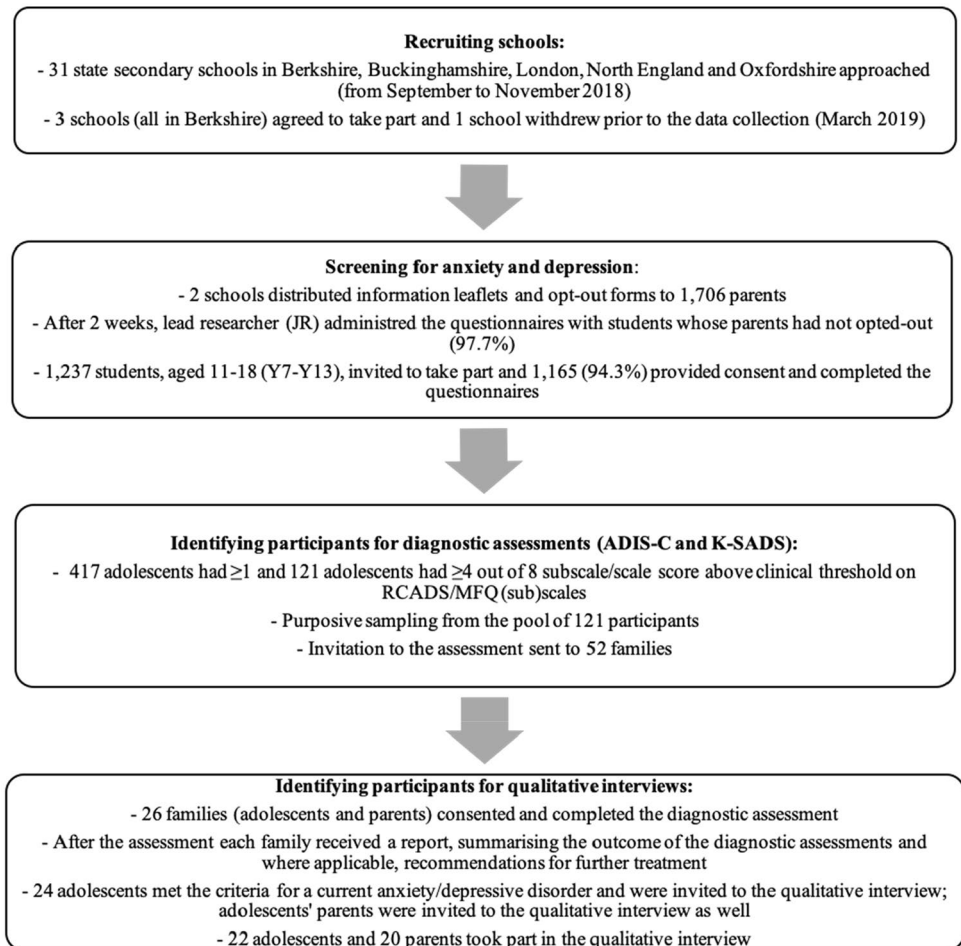 Recruiting schools:
- 31 state secondary schools in Berkshire, Buckinghamshire, London, North England and Oxfordshire approached
(from September to November 2018)
- 3 schools (all in Berkshire) agreed to take part and 1 school withdrew prior to the data collection (March 2019)
Screening for anxiety and depression:
- 2 schools distributed information leaflets and opt-out forms to 1,706 parents
- After 2 weeks, lead researcher (JR) administred the questionnaires with students whose parents had not opted-out
(97.7%)
- 1,237 students, aged 11-18 (Y7-Y13), invited to take part and 1,165 (94.3%) provided consent and completed the
questionnaires
Identifying participants for diagnostic assessments (ADIS-C and K-SADS):
- 417 adolescents had ≥1 and 121 adolescents had ≥4 out of 8 subscale/scale score above clinical threshold on
RCADS/MFQ (sub)scales
- Purposive sampling from the pool of 121 participants
- Invitation to the assessment sent to 52 families
Identifying participants for qualitative interviews:
- 26 families (adolescents and parents) consented and completed the diagnostic assessment
- After the assessment each family received a report, summarising the outcome of the diagnostic assessments and
where applicable, recommendations for further treatment
- 24 adolescents met the criteria for a current anxiety/depressive disorder and were invited to the qualitative interview;
adolescents' parents were invited to the qualitative interview as well
- 22 adolescents and 20 parents took part in the qualitative interview